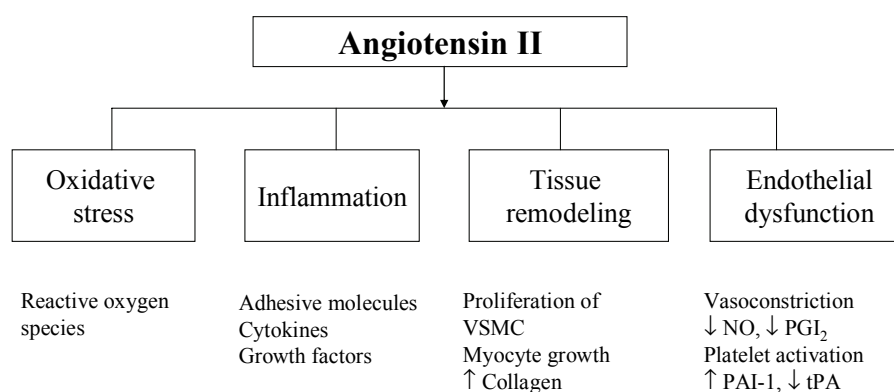 Angiotensin II
Oxidative
stress
Inflammation
Tissue
remodeling
Endothelial
dysfunction
Reactive oxygen
species
Adhesive molecules
Cytokines
Growth factors
Proliferation of
VSMC
Myocyte growth
↑ Collagen
Vasoconstriction
↓ NO, ↓ PGI₂
Platelet activation
↑ PAI-1, ↓ tPA